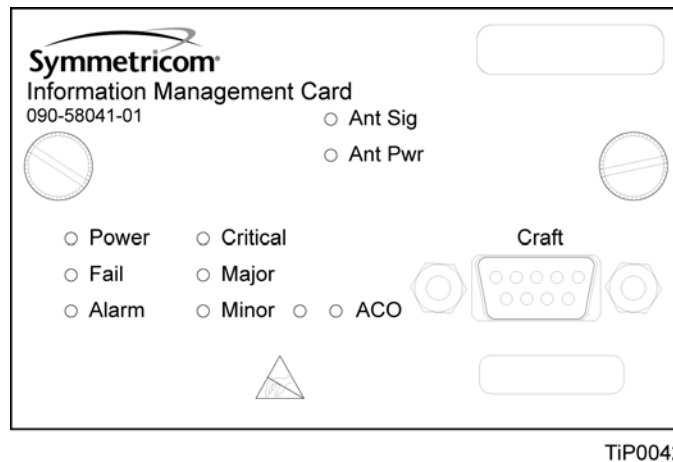 Symmetricom
Information Management Card
090-58041-01
Ant Sig
Ant Pwr
Power Critical Craft
Fail Major
Alarm Minor ACO